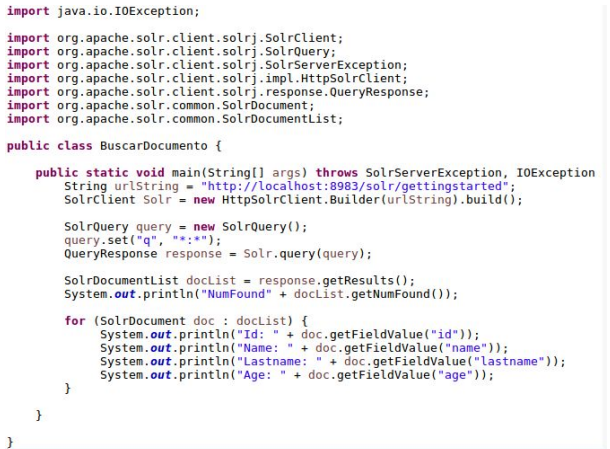 import java.io.IOException;
import org.apache.solr.client.solrj.SolrClient;
import org.apache.solr.client.solrj.SolrQuery;
import org.apache.solr.client.solrj.SolrServerException;
import org.apache.solr.client.solrj.impl.HttpSolrClient;
import org.apache.solr.client.solrj.response.QueryResponse;
import org.apache.solr.common.SolrDocument;
import org.apache.solr.common.SolrDocumentList;
public class BuscarDocumento {
public static void main(String[] args) throws SolrServerException, IOException
String urlString = "http://localhost:8983/solr/gettingstarted";
SolrClient Solr = new HttpSolrClient.Builder(urlString).build();
SolrQuery query = new SolrQuery();
query.set("q", "*:*");
QueryResponse response = Solr.query(query);
SolrDocumentList docList = response.getResults();
System.out.println("NumFound" + docList.getNumFound());
for (SolrDocument doc : docList) {
System.out.println("Id: " + doc.getFieldValue("id"));
System.out.println("Name: " + doc.getFieldValue("name"));
System.out.println("Lastname: " + doc.getFieldValue("lastname"));
System.out.println("Age: " + doc.getFieldValue("age"));
}
}
}